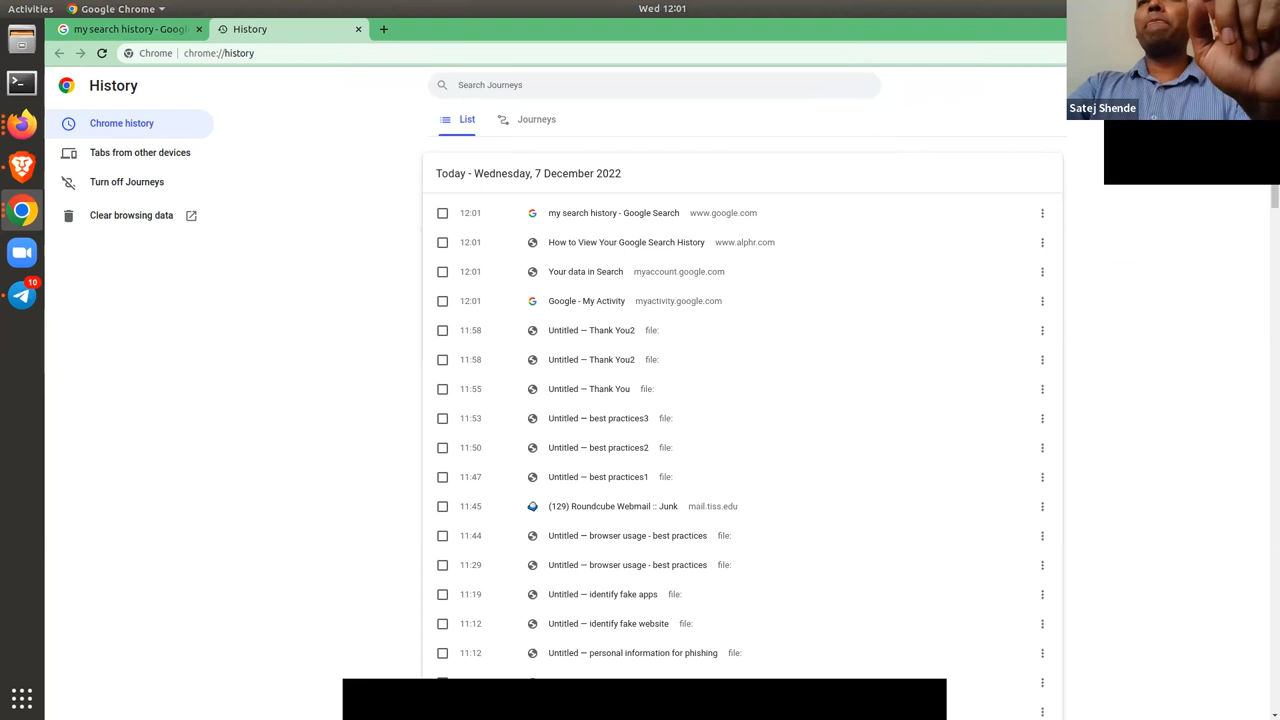 Activities Google Chrome Wed 12:01
my search history - Googl History
Chrome chrome://history
History Search Journeys
Chrome history List Journeys
Tabs from other devices
Turn off Journeys
Clear browsing data
Today - Wednesday, 7 December 2022
12:01 my search history - Google Search www.google.com
12:01 How to View Your Google Search History www.alphr.com
12:01 Your data in Search myaccount.google.com
12:01 Google - My Activity myactivity.google.com
11:58 Untitled — Thank You2 file:
11:58 Untitled — Thank You2 file:
11:55 Untitled — Thank You file:
11:53 Untitled — best practices3 file:
11:50 Untitled — best practices2 file:
11:47 Untitled — best practices1 file:
11:45 (129) Roundcube Webmail :: Junk mail.tiss.edu
11:44 Untitled — browser usage - best practices file:
11:29 Untitled — browser usage - best practices file:
11:19 Untitled — identify fake apps file:
11:12 Untitled — identify fake website file:
11:12 Untitled — personal information for phishing file:
Satej Shende
10